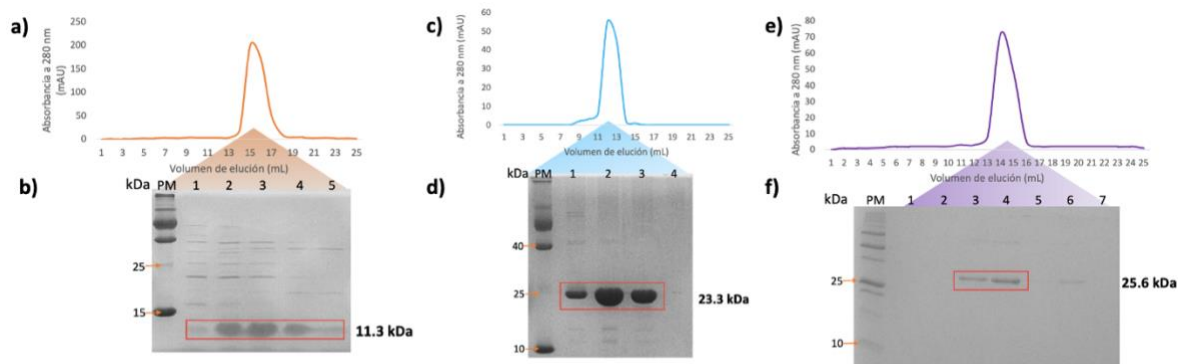 a)
Absorbancia a 280 nm
(mAU)
250
200
150
100
50
0
1 3 5 7 9 11 13 15 17 19 21 23 25
Volumen de elución (mL)
b)
kDa PM 1 2 3 4 5
25
15
11.3 kDa
c)
Absorbancia a 280 nm (mAU)
60
50
40
30
20
10
0
1 3 5 7 9 11 13 15 17 19 21 23 25
Volumen de elución (mL)
d)
kDa PM 1 2 3 4
40
25
10
23.3 kDa
e)
Absorbancia a 280 nm (mAU)
80
70
60
50
40
30
20
10
0
1 2 3 4 5 6 7 8 9 10 11 12 13 14 15 16 17 18 19 20 21 22 23 24 25
Volumen de elución (mL)
f)
kDa PM 1 2 3 4 5 6 7
25
10
25.6 kDa